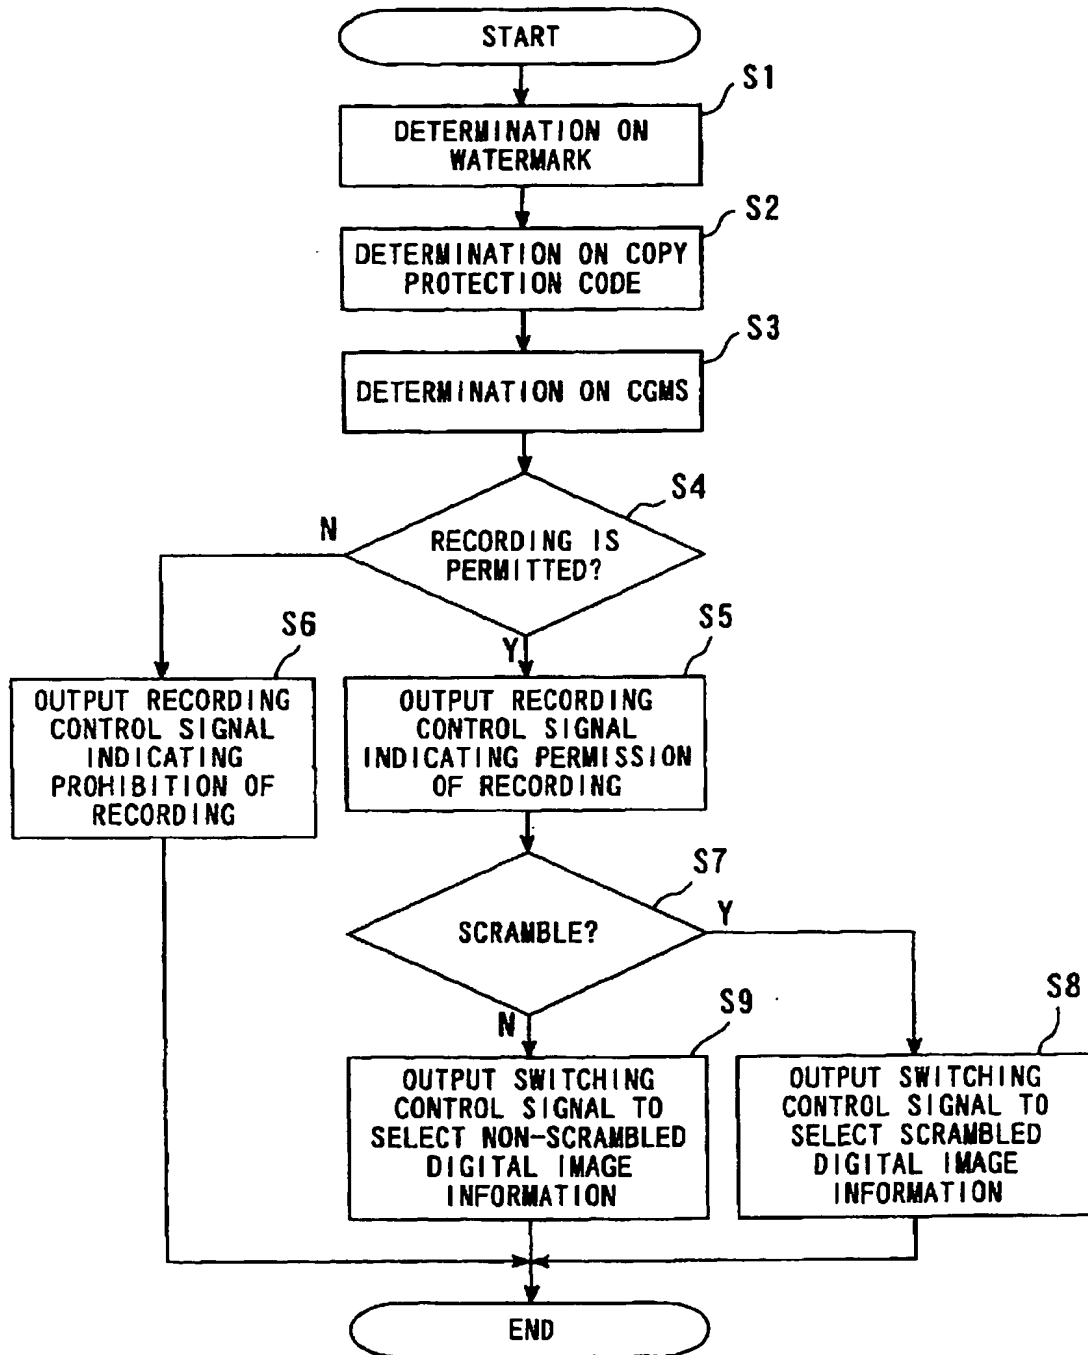 START
S1
DETERMINATION ON
WATERMARK
S2
DETERMINATION ON COPY
PROTECTION CODE
S3
DETERMINATION ON CGMS
S4
N
RECORDING IS
PERMITTED?
S6
Y
S5
OUTPUT RECORDING
CONTROL SIGNAL
INDICATING
PROHIBITION OF
RECORDING
OUTPUT RECORDING
CONTROL SIGNAL
INDICATING PERMISSION
OF RECORDING
S7
SCRAMBLE?
Y
N
S9
S8
OUTPUT SWITCHING
CONTROL SIGNAL TO
SELECT NON-SCRAMBLED
DIGITAL IMAGE
INFORMATION
OUTPUT SWITCHING
CONTROL SIGNAL TO
SELECT SCRAMBLED
DIGITAL IMAGE
INFORMATION
END